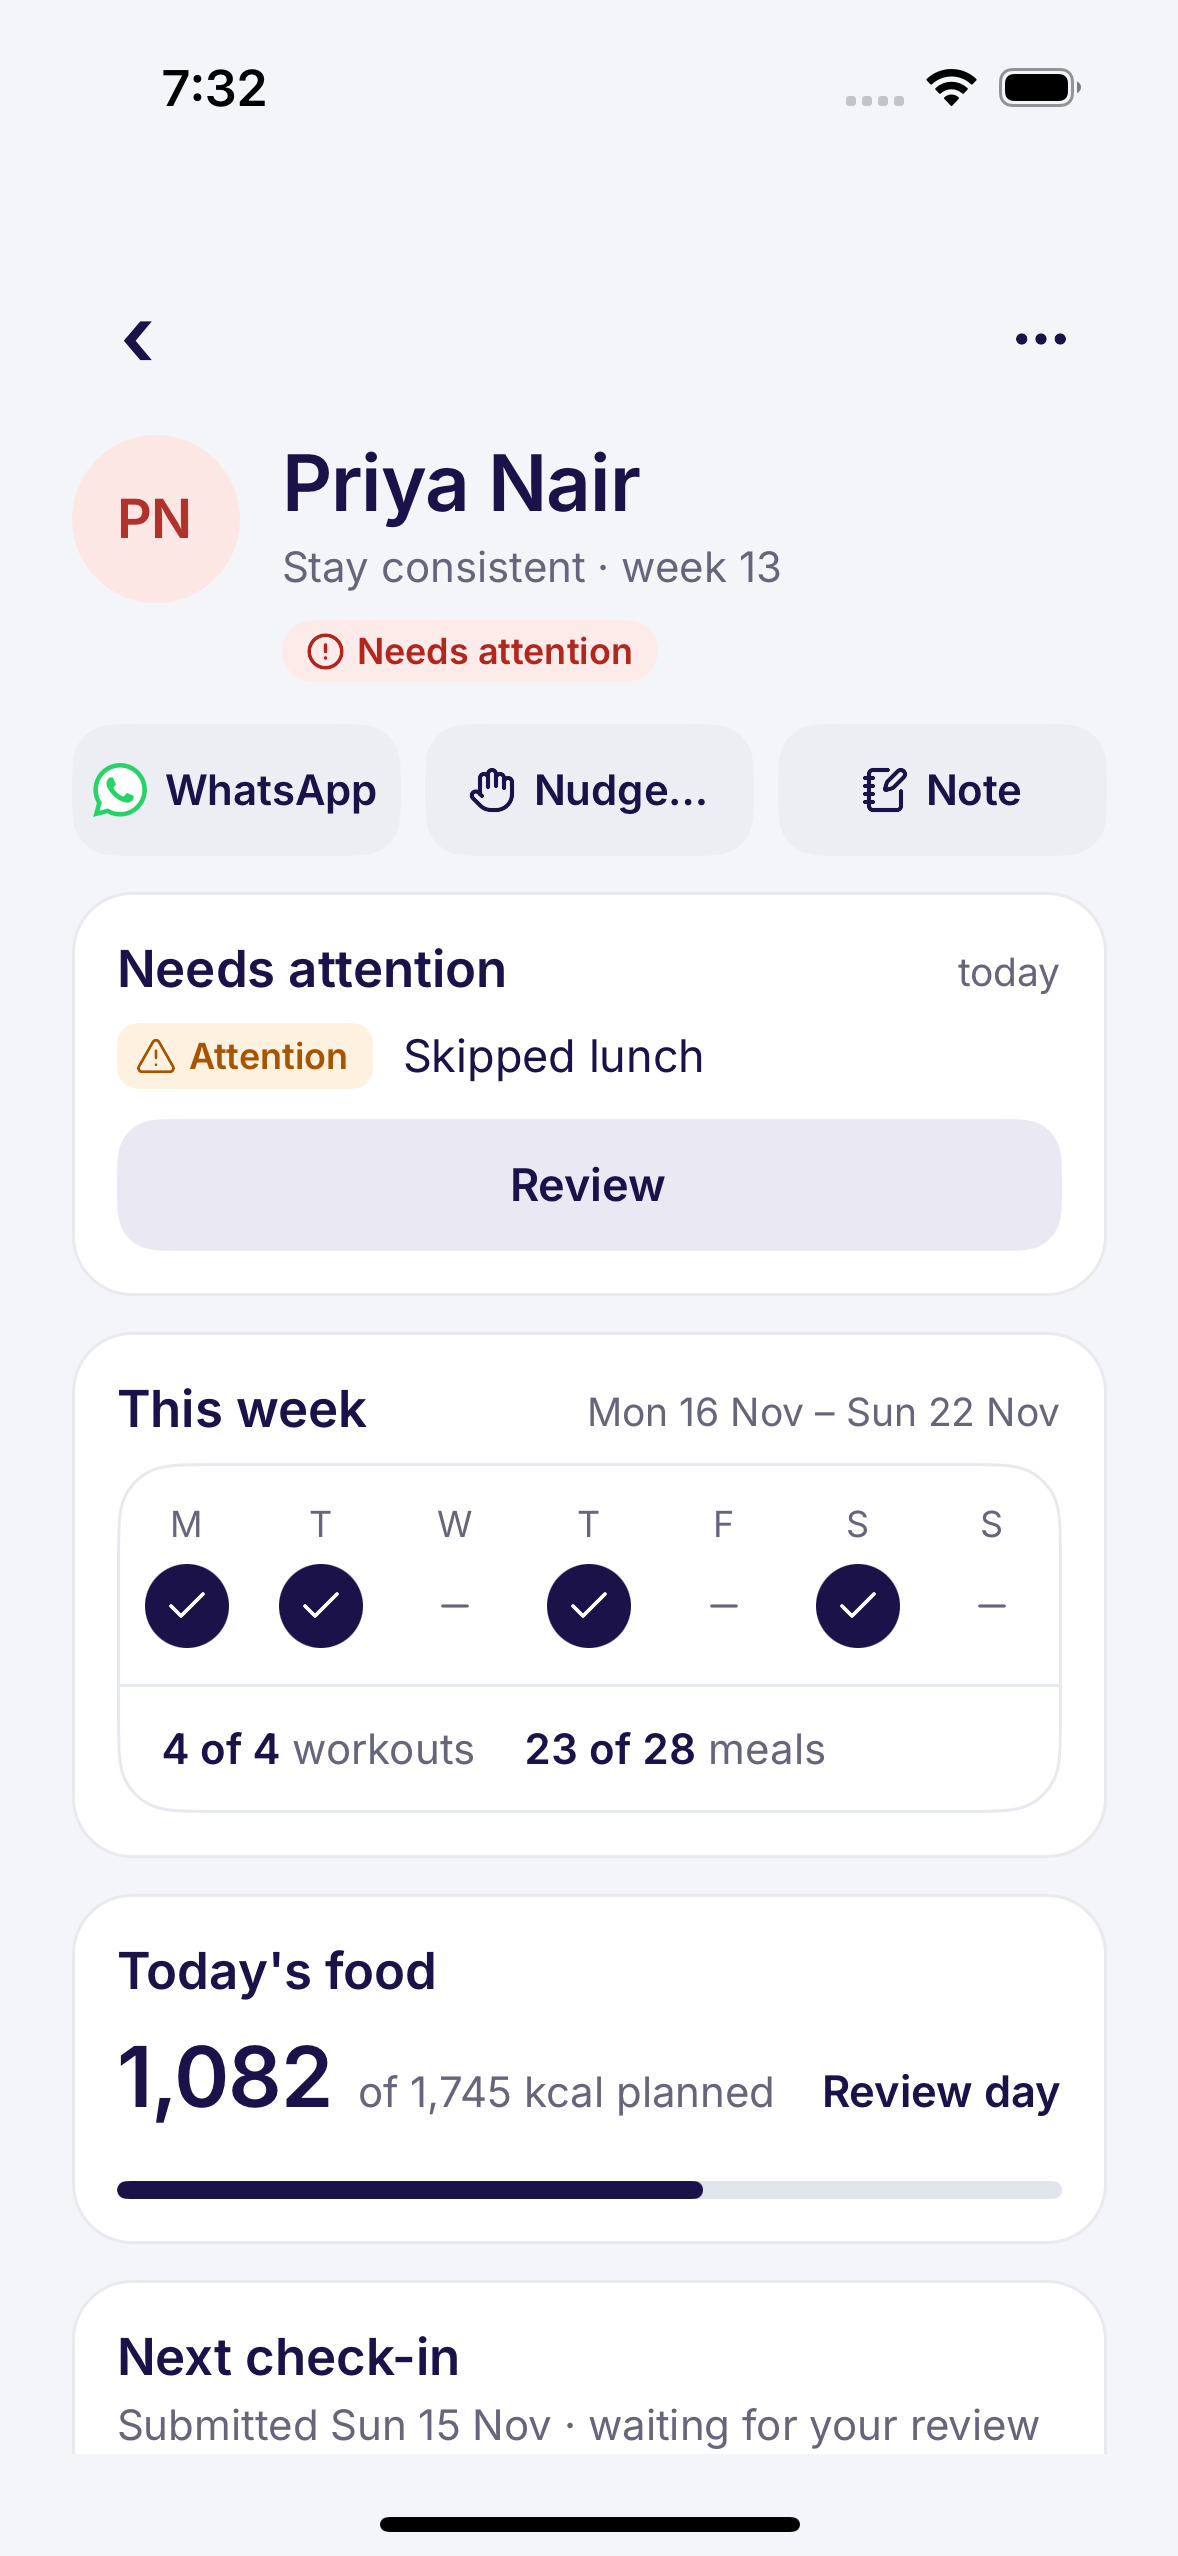 7:32
PN
Priya Nair
Stay consistent · week 13
Needs attention
WhatsApp
Nudge...
Note
Needs attention
today
Attention
Skipped lunch
Review
This week
Mon 16 Nov – Sun 22 Nov
M T W T F S S
4 of 4 workouts 23 of 28 meals
Today's food
1,082 of 1,745 kcal planned
Review day
Next check-in
Submitted Sun 15 Nov · waiting for your review